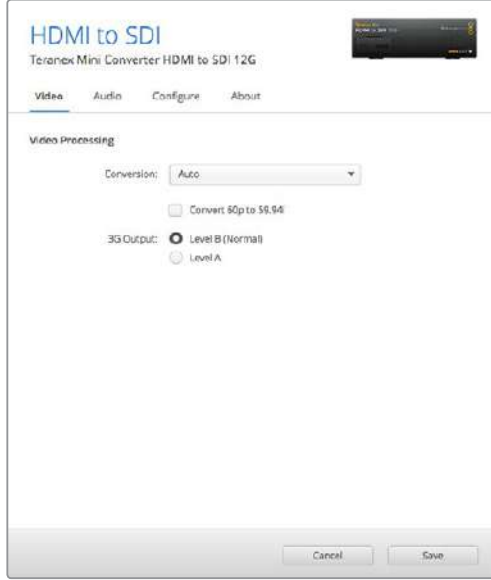 HDMI to SDI
Teranex Mini Converter HDMI to SDI 12G
Video Audio Configure About
Video Processing
Conversion: Auto
Convert 60p to 59.94i
3G Output: Level B (Normal)
Level A
Cancel Save